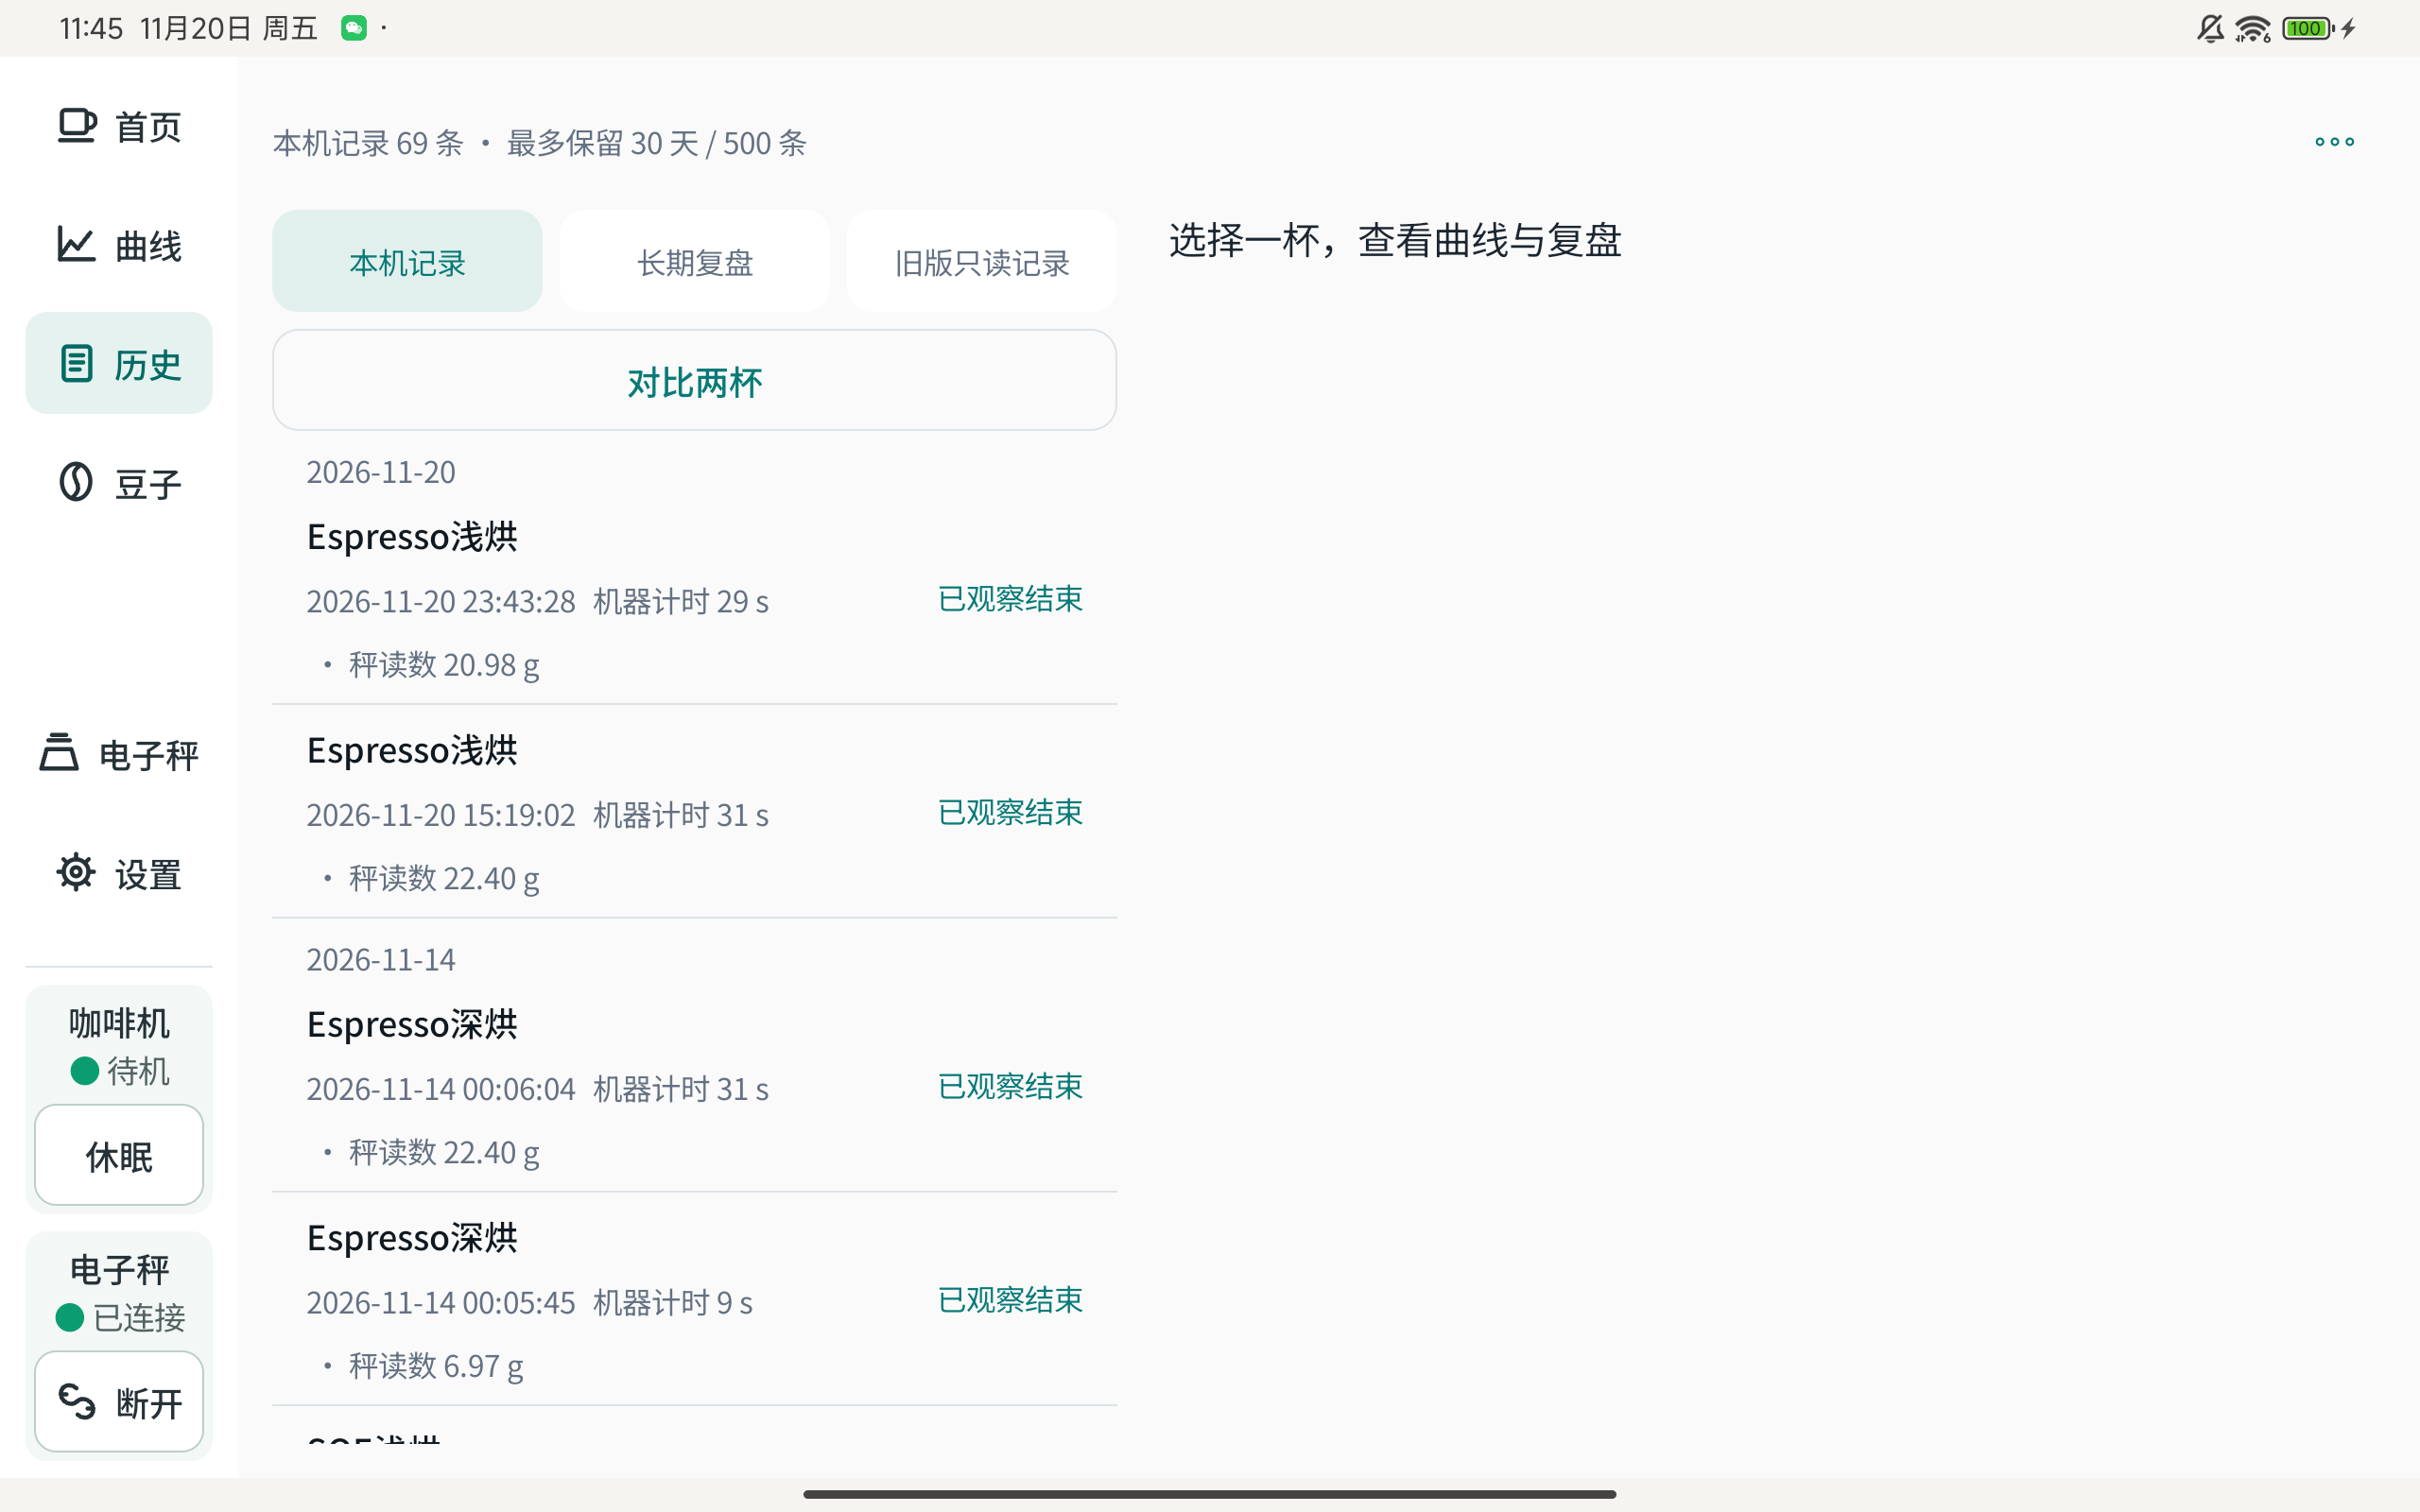 11:45 11月20日 周五
100
首页
曲线
历史
豆子
电子秤
设置
咖啡机
待机
休眠
电子秤
已连接
断开
本机记录 69 条 • 最多保留 30 天 / 500 条
本机记录
长期复盘
旧版只读记录
对比两杯
2026-11-20
Espresso浅烘
2026-11-20 23:43:28 机器计时 29 s
已观察结束
• 秤读数 20.98 g
Espresso浅烘
2026-11-20 15:19:02 机器计时 31 s
已观察结束
• 秤读数 22.40 g
2026-11-14
Espresso深烘
2026-11-14 00:06:04 机器计时 31 s
已观察结束
• 秤读数 22.40 g
Espresso深烘
2026-11-14 00:05:45 机器计时 9 s
已观察结束
• 秤读数 6.97 g
选择一杯，查看曲线与复盘